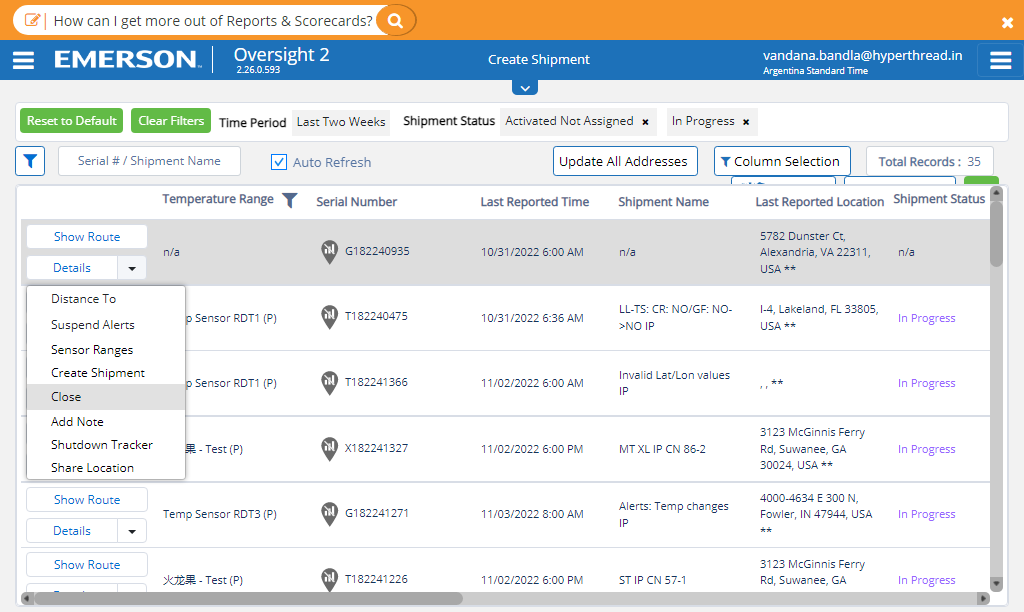 How can I get more out of Reports & Scorecards?
EMERSON
Oversight 2
2.26.0.593
Create Shipment
vandana.bandla@hyperthread.in
Argentina Standard Time
Reset to Default
Clear Filters
Time Period
Last Two Weeks
Shipment Status
Activated Not Assigned ×
In Progress ×
Serial # / Shipment Name
Auto Refresh
Update All Addresses
Column Selection
Total Records : 35
Temperature Range
Serial Number
Last Reported Time
Shipment Name
Last Reported Location
Shipment Status
Show Route
Details
n/a
G182240935
10/31/2022 6:00 AM
n/a
5782 Dunster Ct,
Alexandria, VA 22311,
USA **
n/a
Distance To
Suspend Alerts
Sensor Ranges
Create Shipment
Close
Add Note
Shutdown Tracker
Share Location
p Sensor RDT1 (P)
T182240475
10/31/2022 6:36 AM
LL-TS: CR: NO/GF: NO-
>NO IP
I-4, Lakeland, FL 33805,
USA **
In Progress
p Sensor RDT1 (P)
T182241366
11/02/2022 6:00 AM
Invalid Lat/Lon values
IP
, , **
In Progress
果 - Test (P)
X182241327
11/02/2022 6:00 PM
MT XL IP CN 86-2
3123 McGinnis Ferry
Rd, Suwanee, GA
30024, USA **
In Progress
Show Route
Details
Temp Sensor RDT3 (P)
G182241271
11/03/2022 8:00 AM
Alerts: Temp changes
IP
4000-4634 E 300 N,
Fowler, IN 47944, USA
**
In Progress
Show Route
火龙果 - Test (P)
T182241226
11/02/2022 6:00 PM
ST IP CN 57-1
3123 McGinnis Ferry
Rd, Suwanee, GA
In Progress